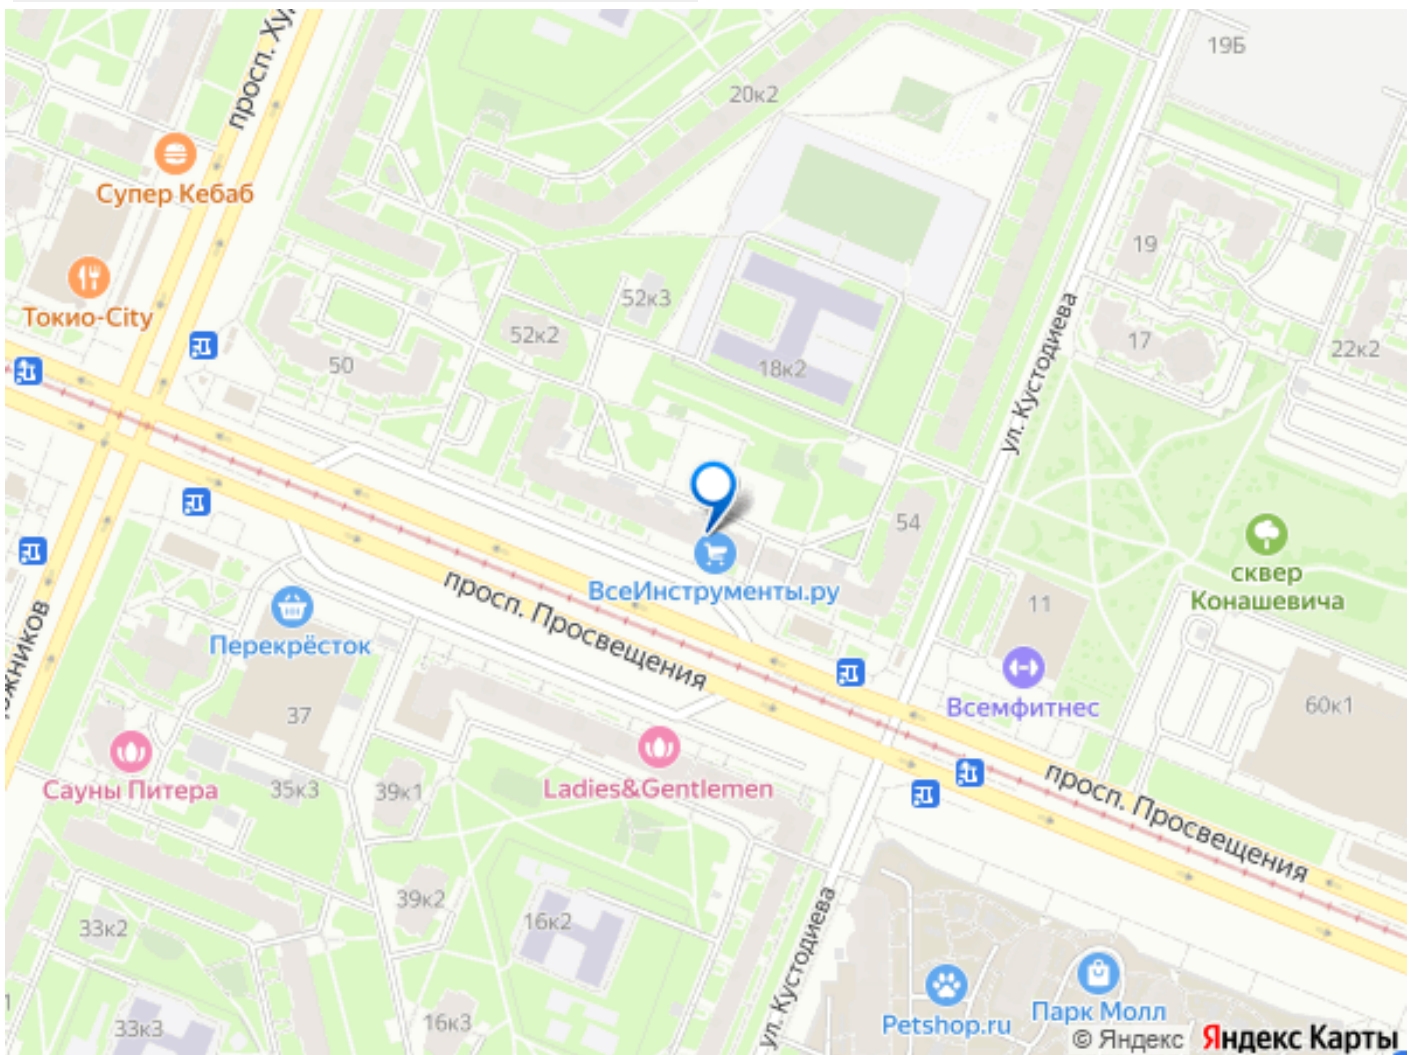 просп. Ху
19Б
20к2
Супер Кебаб
19
52к3
Токио-City
52к2
17
22к2
50
18к2
ул. Кустодиева
54
сквер
Конашевича
ВсеИнструменты.ру
11
просп. Просвещения
Перекрёсток
жников
Всемфитнес
60к1
37
Сауны Питера
35к3
39к1
Ladies&Gentlemen
просп. Просвещения
39к2
16к2
33к2
ул. Кустодиева
33к3
16к3
Petshop.ru
Парк Молл
© Яндекс Яндекс Карты